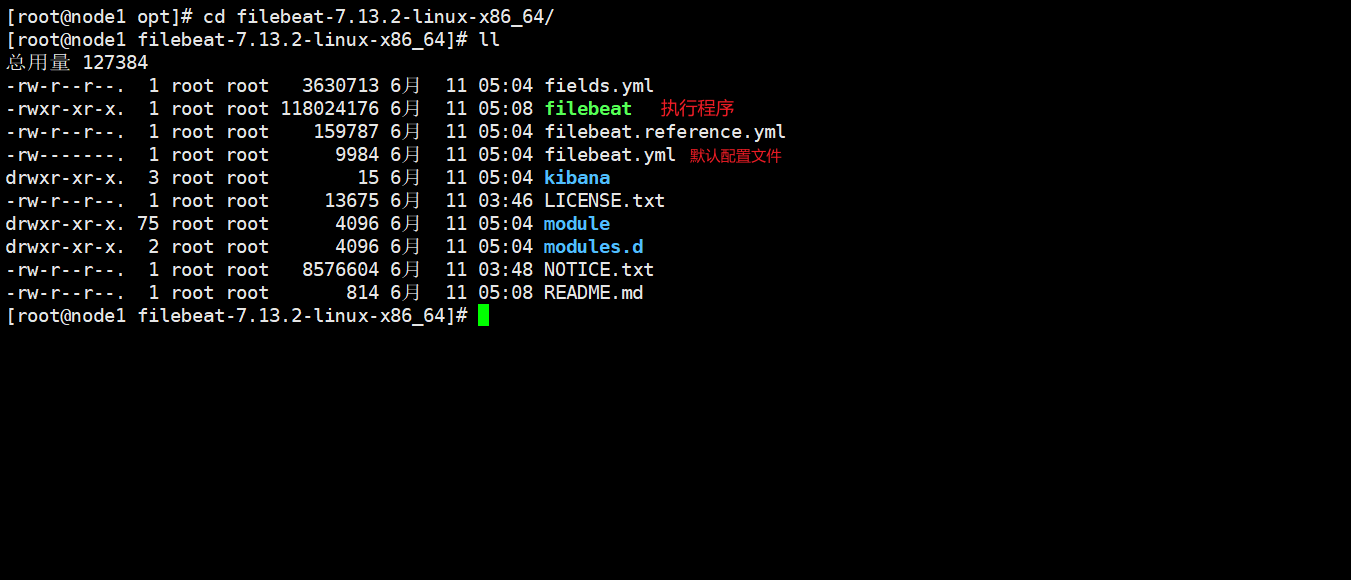 [root@node1 opt]# cd filebeat-7.13.2-linux-x86_64/
[root@node1 filebeat-7.13.2-linux-x86_64]# ll
总用量 127384
-rw-r--r--.  1 root root   3630713 6月  11 05:04 fields.yml
-rwxr-xr-x.  1 root root 118024176 6月  11 05:08 filebeat 执行程序
-rw-r--r--.  1 root root    159787 6月  11 05:04 filebeat.reference.yml
-rw-------.  1 root root      9984 6月  11 05:04 filebeat.yml 默认配置文件
drwxr-xr-x.  3 root root        15 6月  11 05:04 kibana
-rw-r--r--.  1 root root     13675 6月  11 03:46 LICENSE.txt
drwxr-xr-x. 75 root root      4096 6月  11 05:04 module
drwxr-xr-x.  2 root root      4096 6月  11 05:04 modules.d
-rw-r--r--.  1 root root   8576604 6月  11 03:48 NOTICE.txt
-rw-r--r--.  1 root root       814 6月  11 05:08 README.md
[root@node1 filebeat-7.13.2-linux-x86_64]#